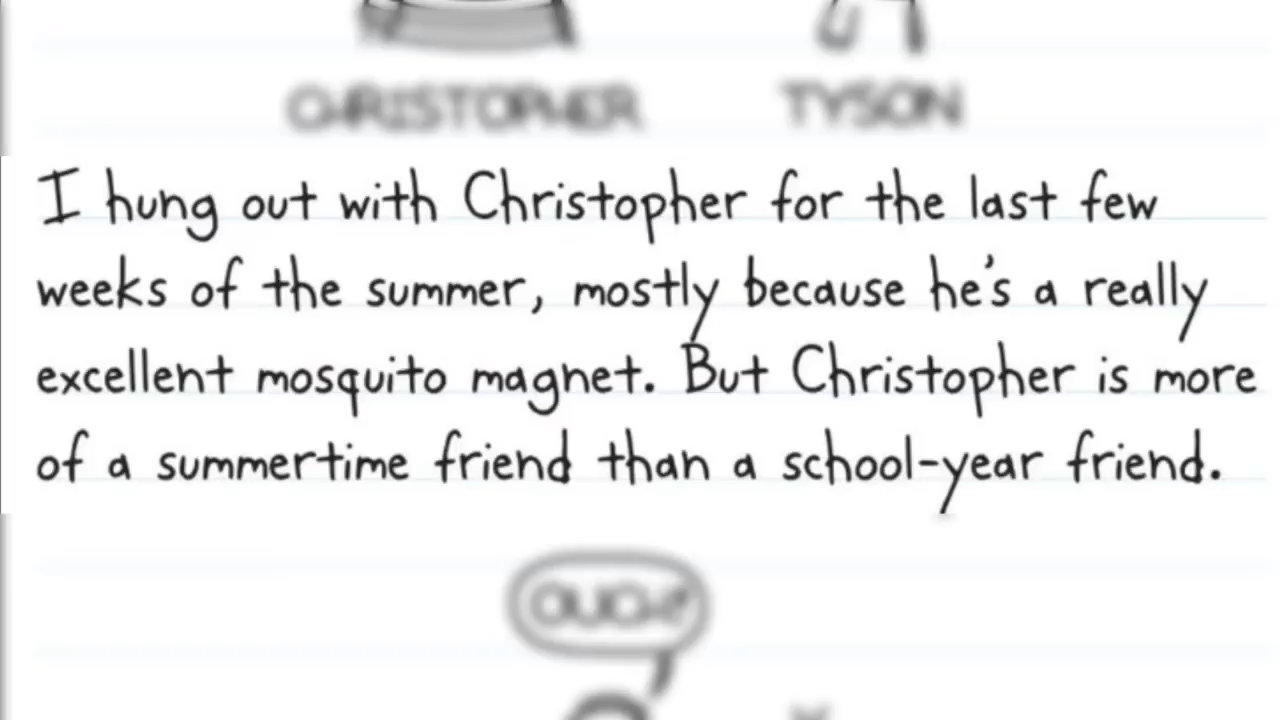 CHRISTOPHER TYSON
I hung out with Christopher for the last few
weeks of the summer, mostly because he's a really
excellent mosquito magnet. But Christopher is more
of a summertime friend than a school-year friend.
OUCH!